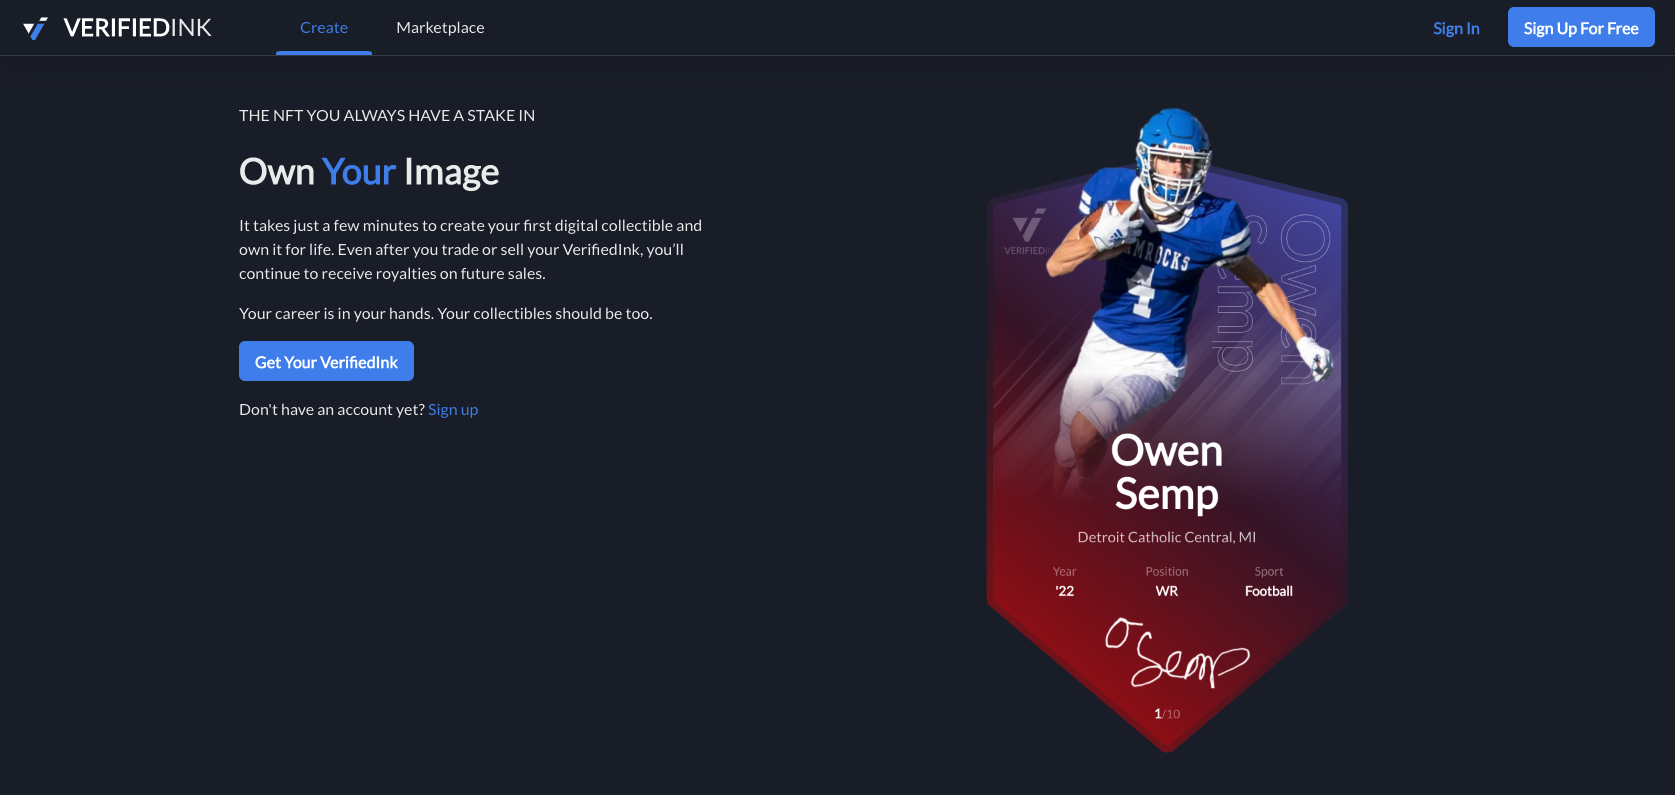 VERIFIEDINK
Create
Marketplace
Sign In
Sign Up For Free
THE NFT YOU ALWAYS HAVE A STAKE IN
Own Your Image
It takes just a few minutes to create your first digital collectible and
own it for life. Even after you trade or sell your VerifiedInk, you’ll
continue to receive royalties on future sales.
Your career is in your hands. Your collectibles should be too.
Get Your VerifiedInk
Don't have an account yet? Sign up
Riddell
4
Owen
Owen
Semp
Detroit Catholic Central, MI
Year
Position
Sport
'22
WR
Football
O Semp
1/10